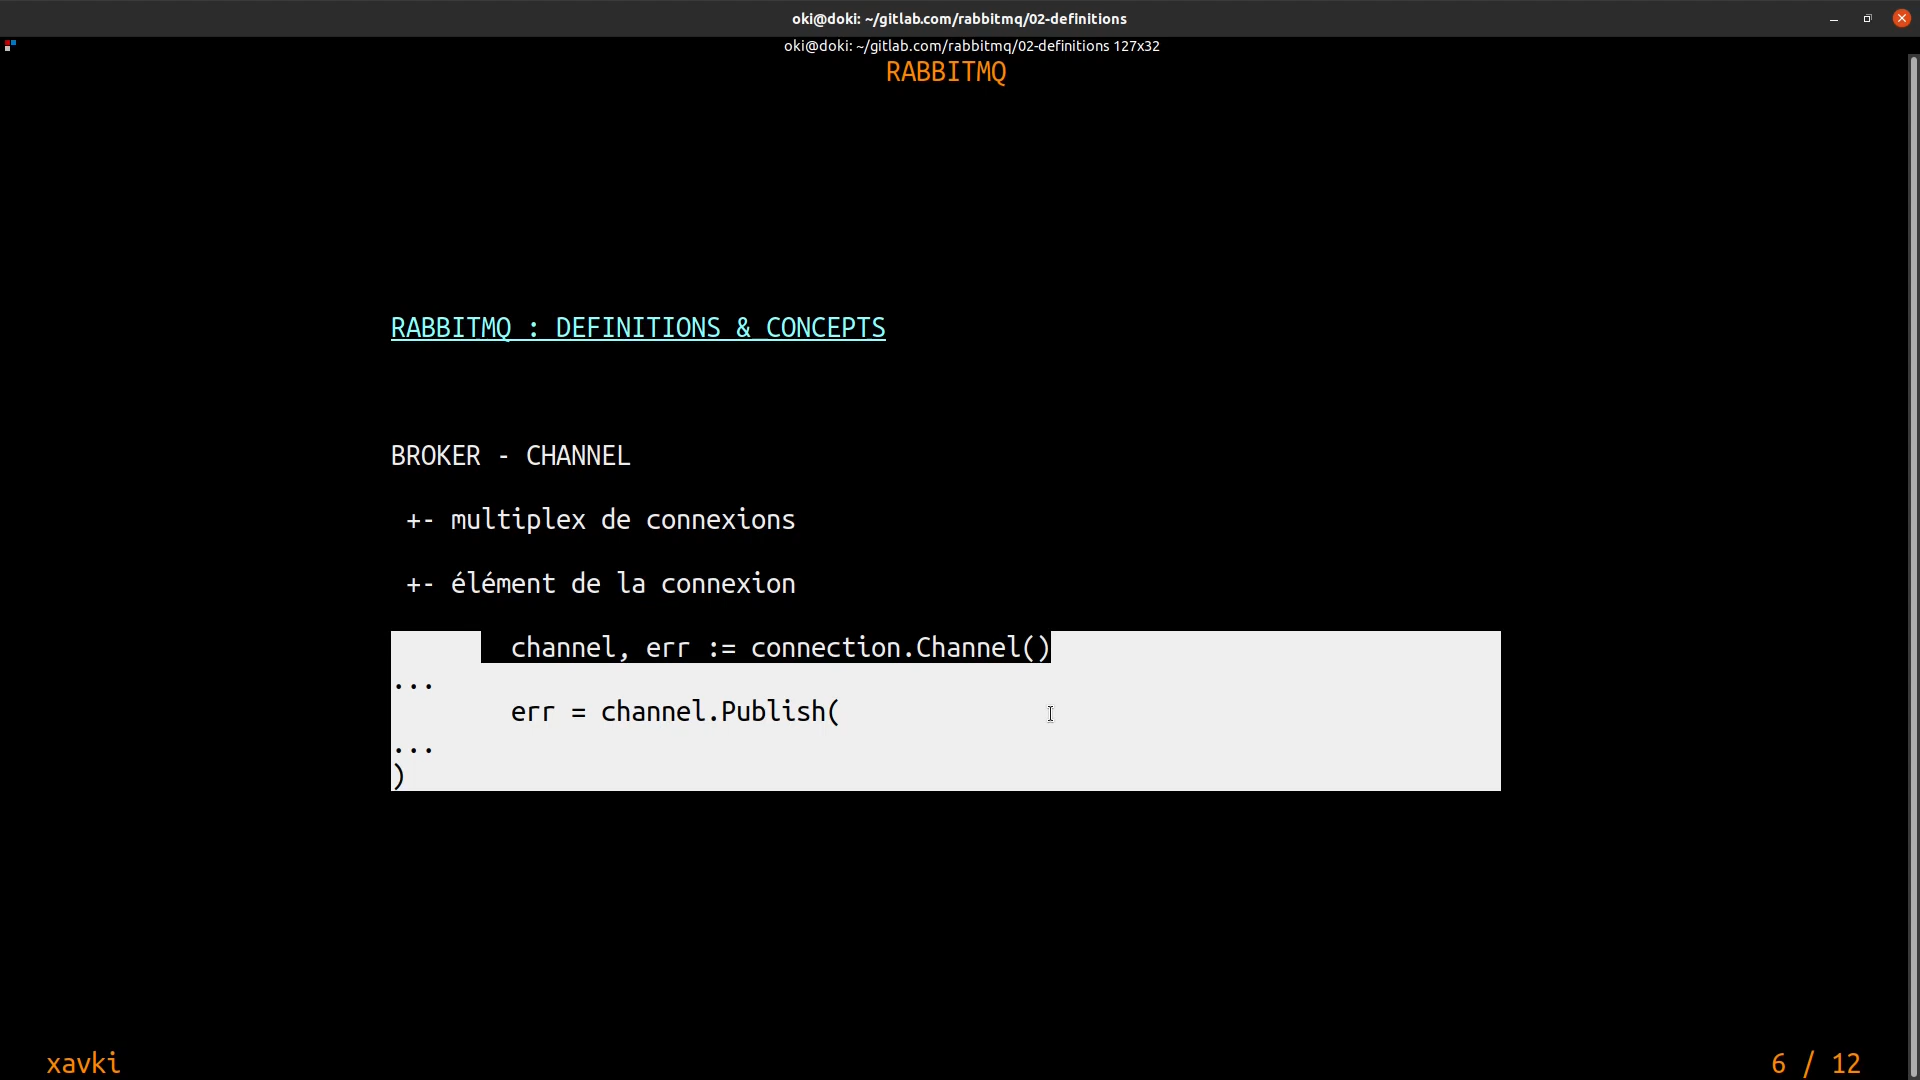 oki@doki: ~/gitlab.com/rabbitmq/02-definitions
oki@doki: ~/gitlab.com/rabbitmq/02-definitions 127x32
RABBITMQ
RABBITMQ : DEFINITIONS & CONCEPTS
BROKER - CHANNEL
+- multiplex de connexions
+- élément de la connexion
channel, err := connection.Channel()
...
err = channel.Publish(
...
)
xavki
6 / 12